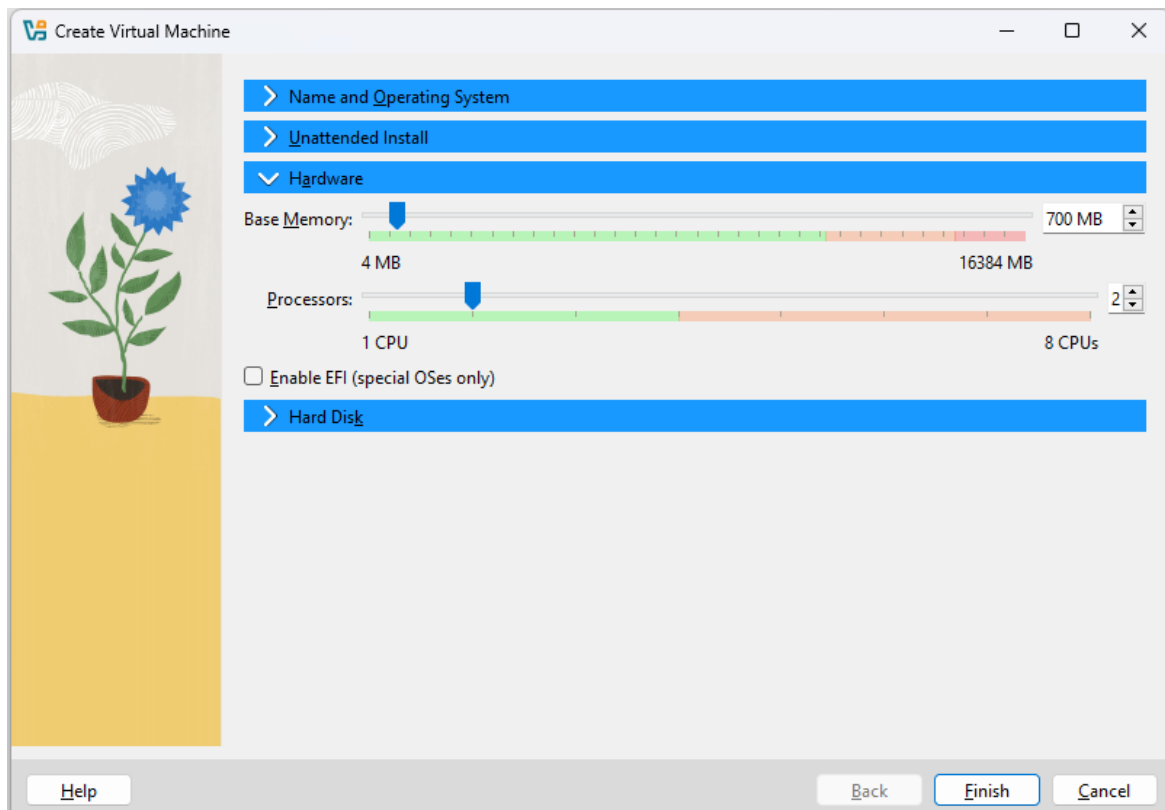 Create Virtual Machine
Name and Operating System
Unattended Install
Hardware
Base Memory: 700 MB
4 MB 16384 MB
Processors: 2
1 CPU 8 CPUs
Enable EFI (special OSes only)
Hard Disk
Help Back Finish Cancel